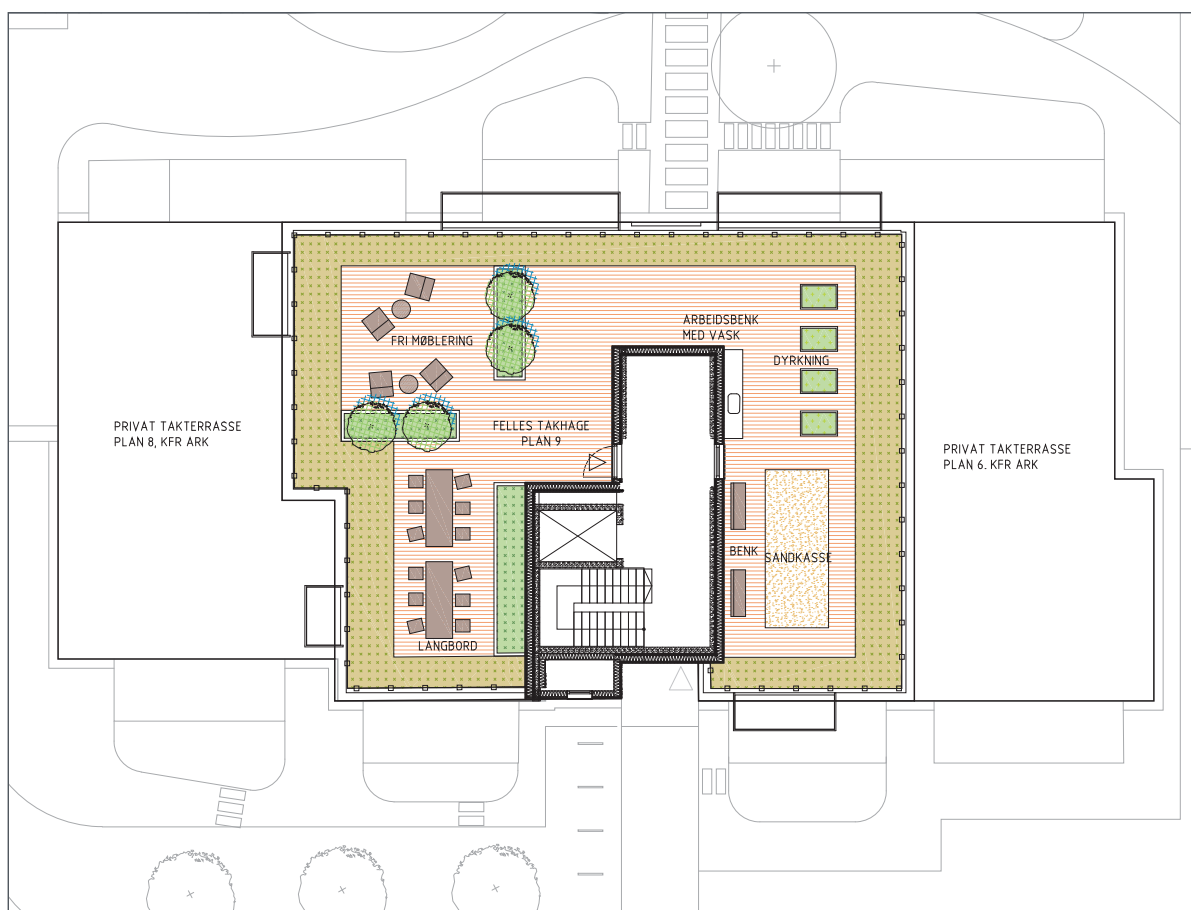 ARBEIDSBENK
MED VASK
FRI MØBLERING
DYRKNING
PRIVAT TAKTERRASSE
PLAN 8, KFR ARK
FELLES TAKHAGE
PLAN 9
PRIVAT TAKTERRASSE
PLAN 6. KFR ARK
BENK
SANDKASSE
LANGBORD